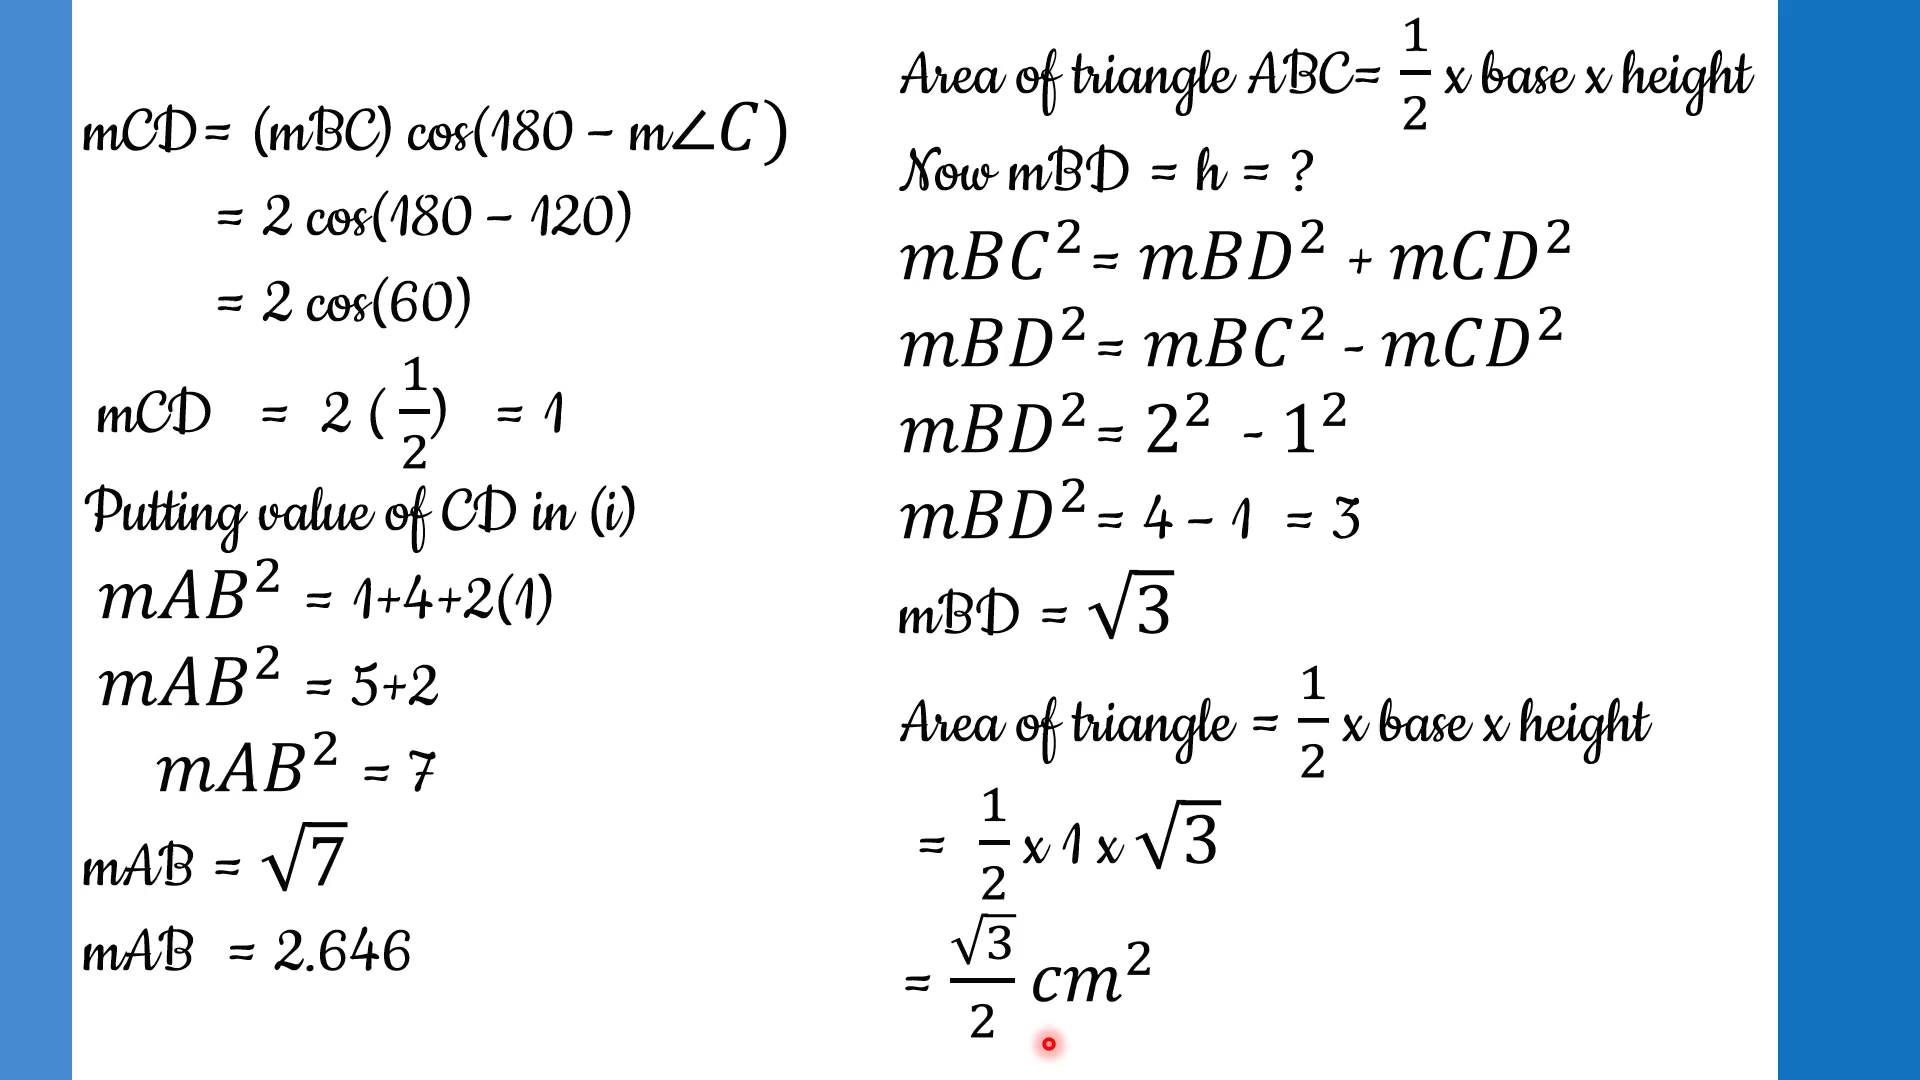 mCD= (mBC) cos(180 – m∠C)
= 2 cos(180 – 120)
= 2 cos(60)
mCD = 2 ( 1/2) = 1
Putting value of CD in (i)
mAB² = 1+4+2(1)
mAB² = 5+2
mAB² = 7
mAB = √7
mAB = 2.646
Area of triangle ABC= 1/2 x base x height
Now mBD = h = ?
mBC²= mBD² + mCD²
mBD²= mBC² - mCD²
mBD²= 2² - 1²
mBD²= 4 – 1 = 3
mBD = √3
Area of triangle = 1/2 x base x height
= 1/2 x 1 x √3
= √3/2 cm²